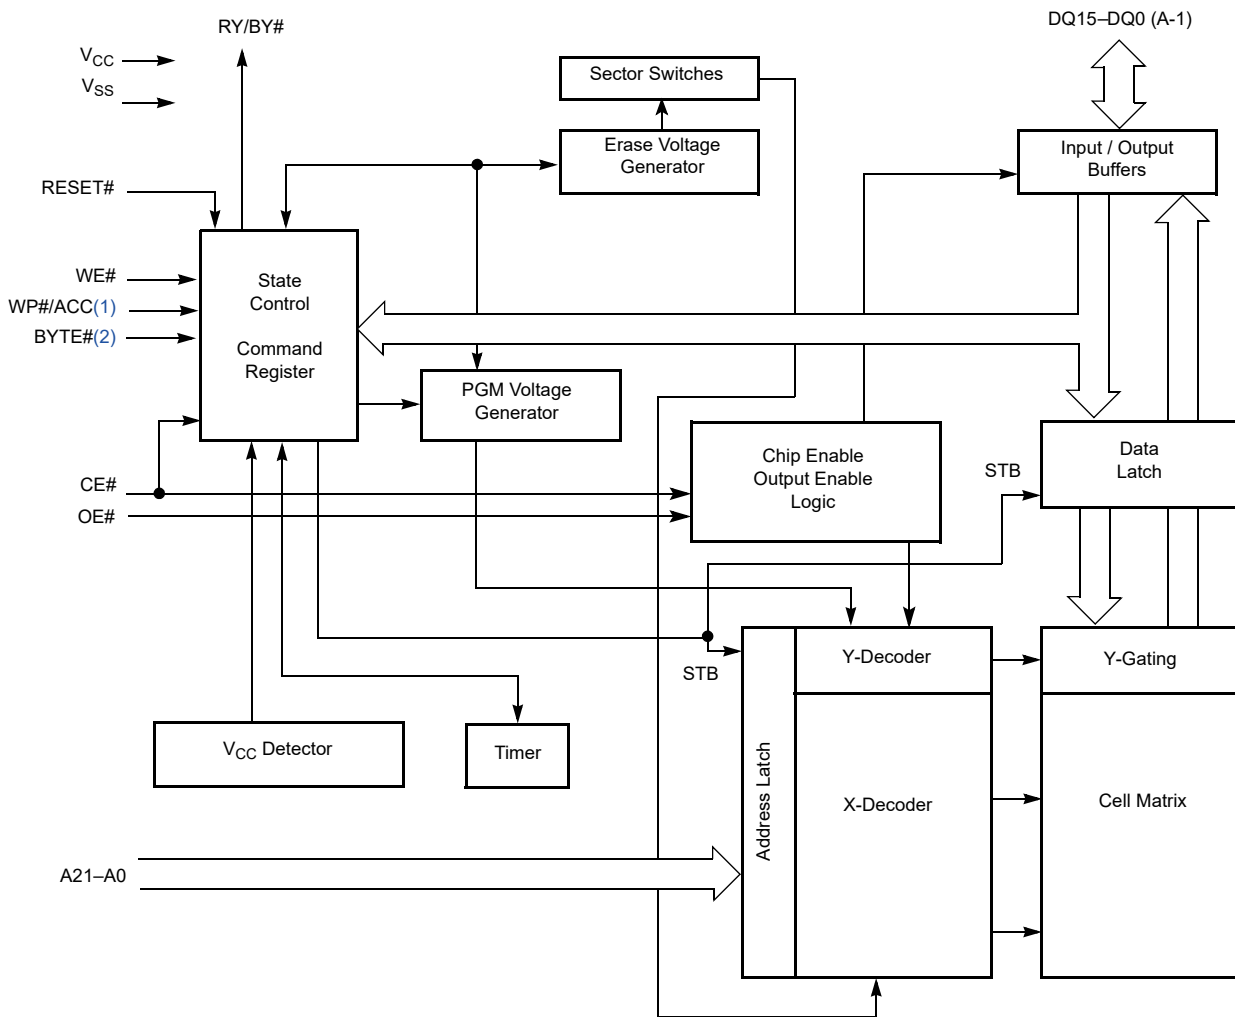 RY/BY#
DQ15–DQ0 (A-1)
VCC
VSS
Sector Switches
Erase Voltage
Generator
Input / Output
Buffers
RESET#
WE#
WP#/ACC(1)
BYTE#(2)
State
Control
Command
Register
PGM Voltage
Generator
Chip Enable
Output Enable
Logic
STB
Data
Latch
CE#
OE#
STB
Y-Decoder
Y-Gating
VCC Detector
Timer
Address Latch
X-Decoder
Cell Matrix
A21–A0